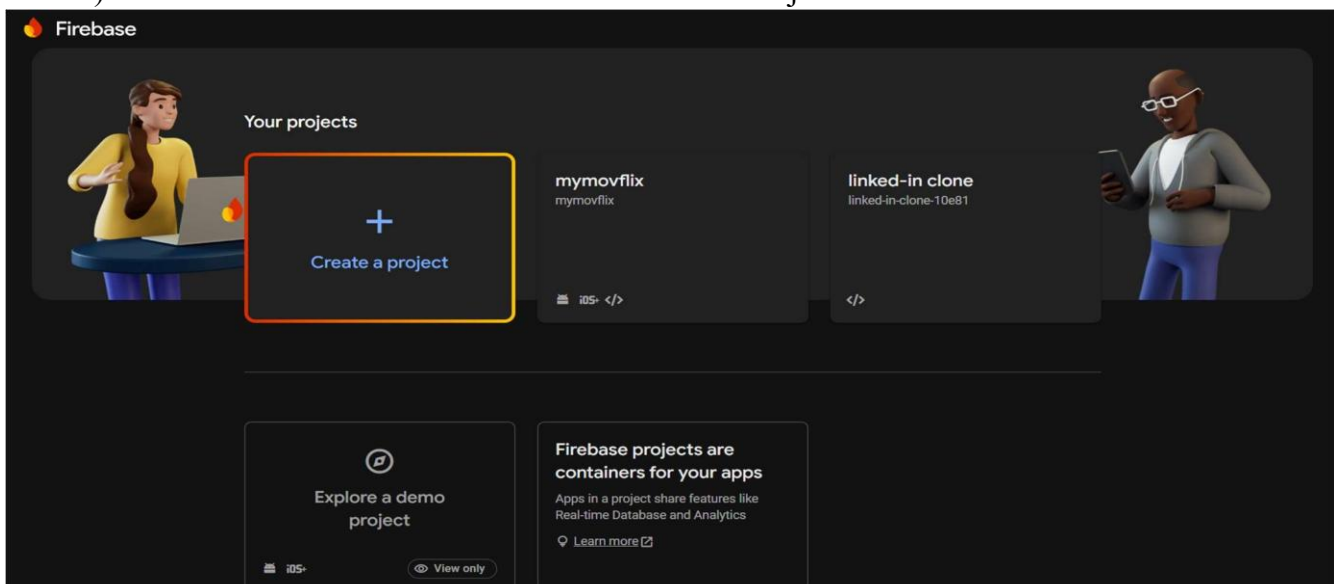 Firebase
Your projects
Create a project
mymovflix
mymovflix
iOS+ </>
linked-in clone
linked-in-clone-10e81
</>
Explore a demo
project
iOS+
View only
Firebase projects are
containers for your apps
Apps in a project share features like
Real-time Database and Analytics
Learn more